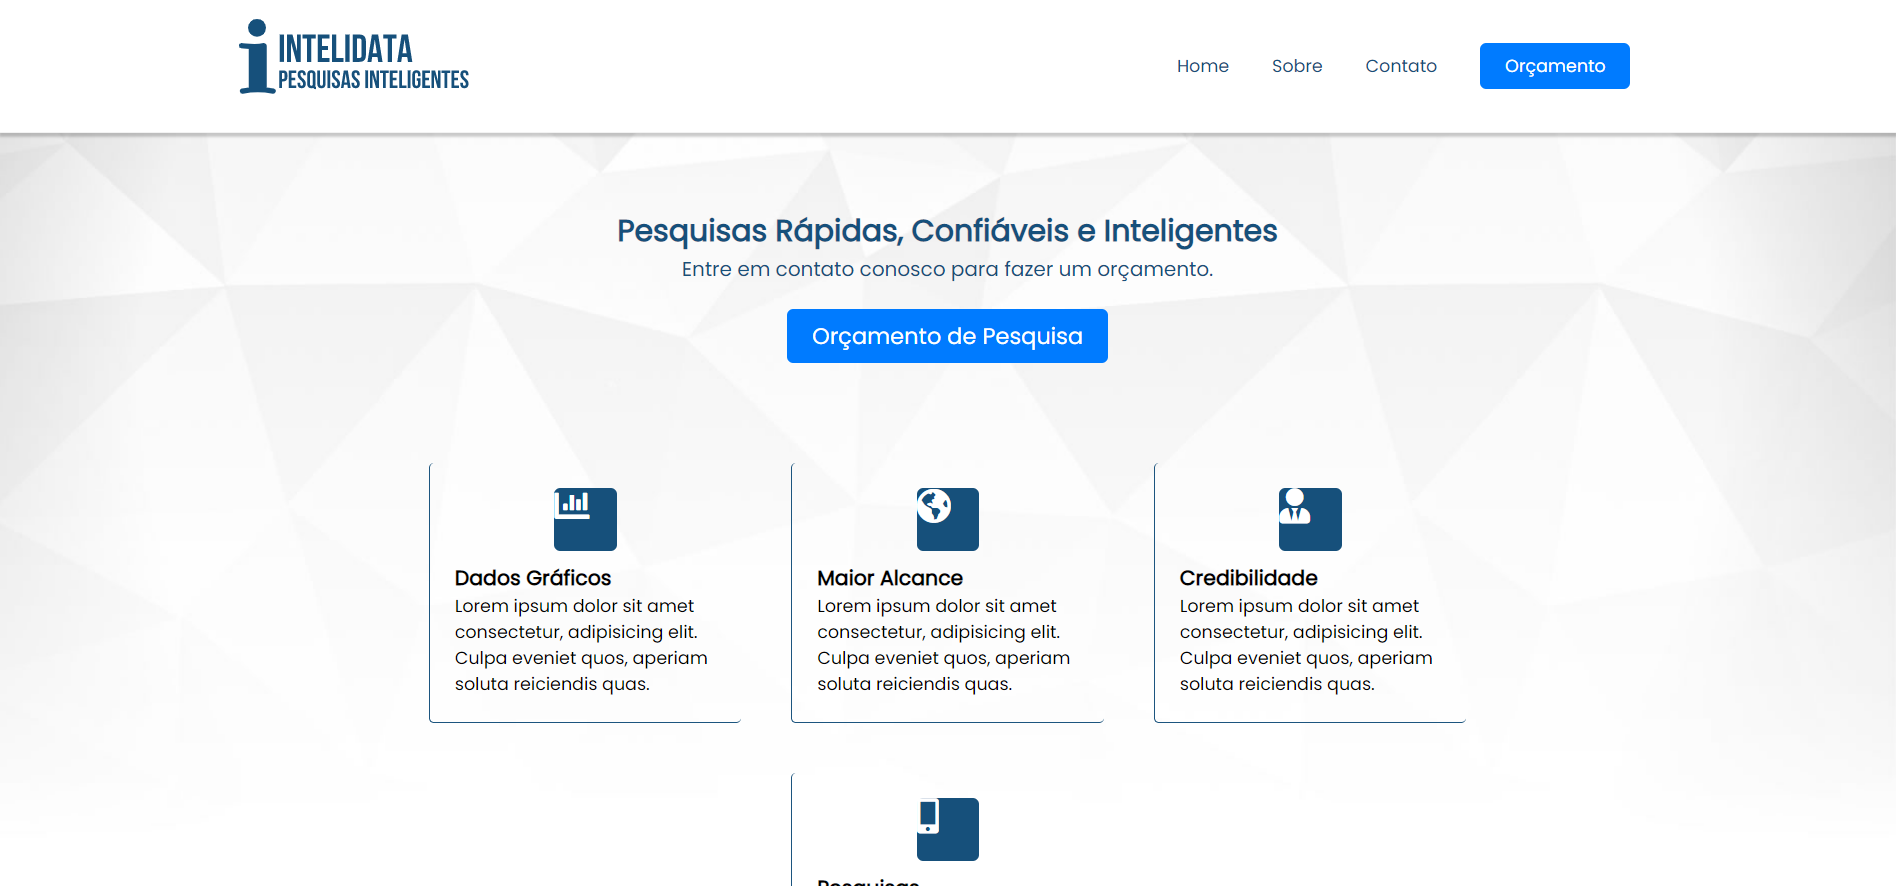 INTELIDATA
PESQUISAS INTELIGENTES
Home
Sobre
Contato
Orçamento
Pesquisas Rápidas, Confiáveis e Inteligentes
Entre em contato conosco para fazer um orçamento.
Orçamento de Pesquisa
Dados Gráficos
Lorem ipsum dolor sit amet
consectetur, adipisicing elit.
Culpa eveniet quos, aperiam
soluta reiciendis quas.
Maior Alcance
Lorem ipsum dolor sit amet
consectetur, adipisicing elit.
Culpa eveniet quos, aperiam
soluta reiciendis quas.
Credibilidade
Lorem ipsum dolor sit amet
consectetur, adipisicing elit.
Culpa eveniet quos, aperiam
soluta reiciendis quas.
Pesquisas